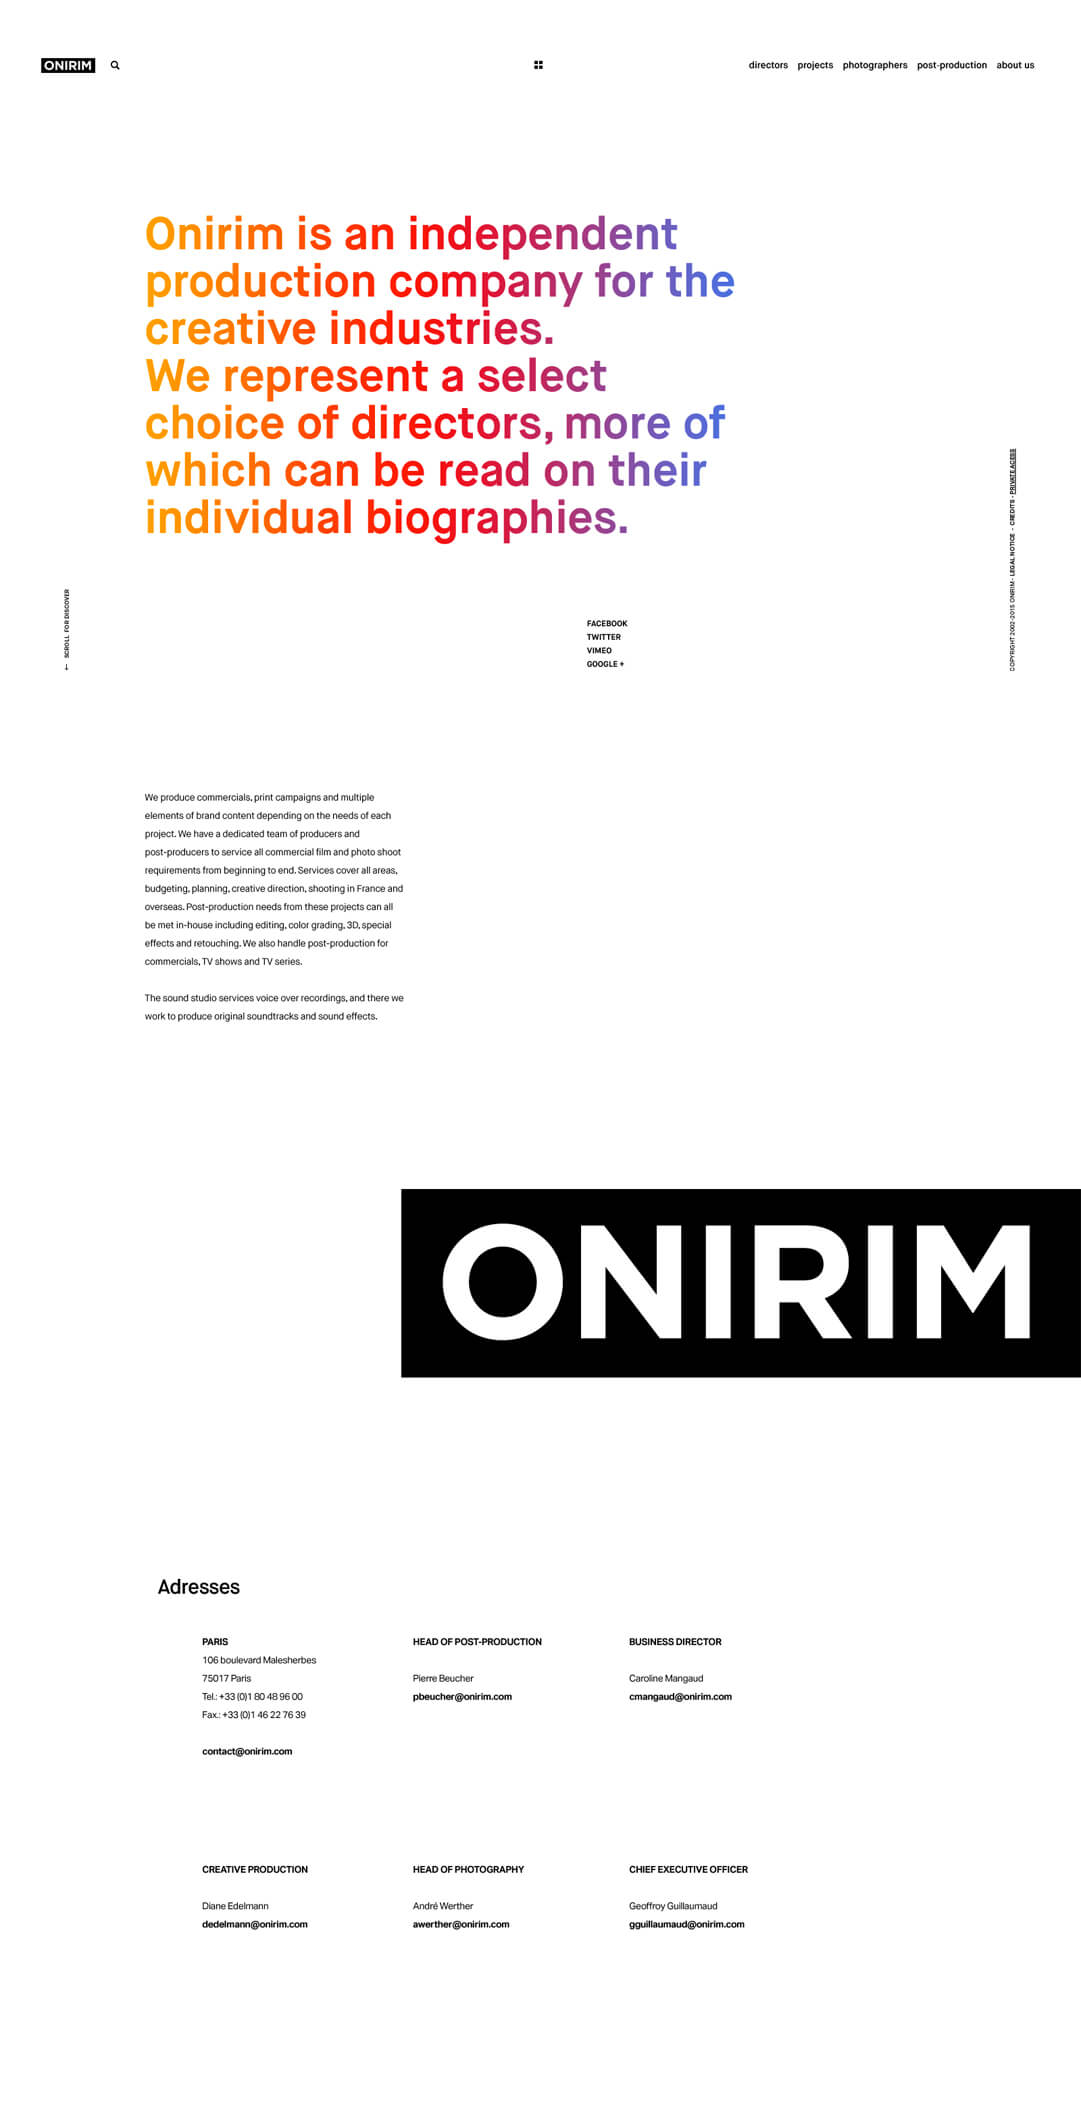 ONIRIM
directors projects photographers post-production about us
Onirim is an independent
production company for the
creative industries.
We represent a select
choice of directors, more of
which can be read on their
individual biographies.
COPYRIGHT 2002-2015 ONIRIM - LEGAL NOTICE - CREDITS - PRIVATE ACESS
← SCROLL FOR DISCOVER
FACEBOOK
TWITTER
VIMEO
GOOGLE +
We produce commercials, print campaigns and multiple
elements of brand content depending on the needs of each
project. We have a dedicated team of producers and
post-producers to service all commercial film and photo shoot
requirements from beginning to end. Services cover all areas,
budgeting, planning, creative direction, shooting in France and
overseas. Post-production needs from these projects can all
be met in-house including editing, color grading, 3D, special
effects and retouching. We also handle post-production for
commercials, TV shows and TV series.
The sound studio services voice over recordings, and there we
work to produce original soundtracks and sound effects.
ONIRIM
Adresses
PARIS
106 boulevard Malesherbes
75017 Paris
Tel.: +33 (0)1 80 48 96 00
Fax.: +33 (0)1 46 22 76 39
contact@onirim.com
HEAD OF POST-PRODUCTION
Pierre Beucher
pbeucher@onirim.com
BUSINESS DIRECTOR
Caroline Mangaud
cmangaud@onirim.com
CREATIVE PRODUCTION
Diane Edelmann
dedelmann@onirim.com
HEAD OF PHOTOGRAPHY
André Werther
awerther@onirim.com
CHIEF EXECUTIVE OFFICER
Geoffroy Guillaumaud
gguillaumaud@onirim.com